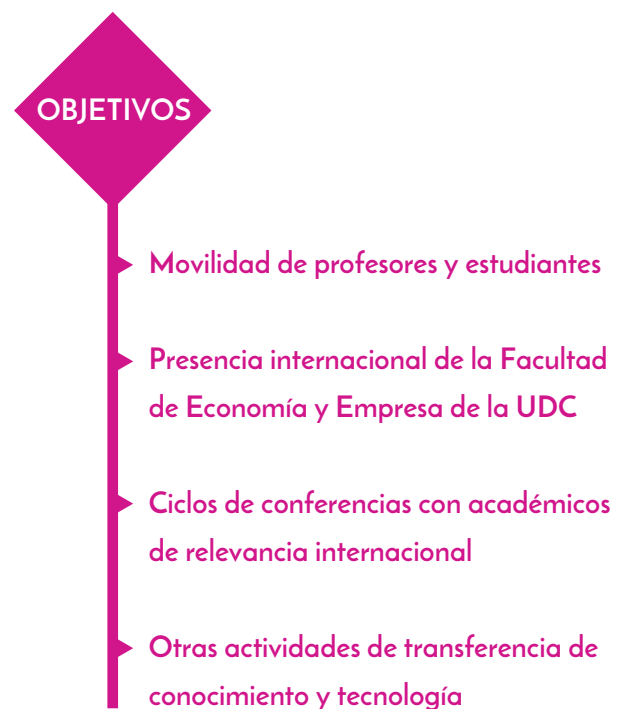 OBJETIVOS
Movilidad de profesores y estudiantes
Presencia internacional de la Facultad
de Economía y Empresa de la UDC
Ciclos de conferencias con académicos
de relevancia internacional
Otras actividades de transferencia de
conocimiento y tecnología